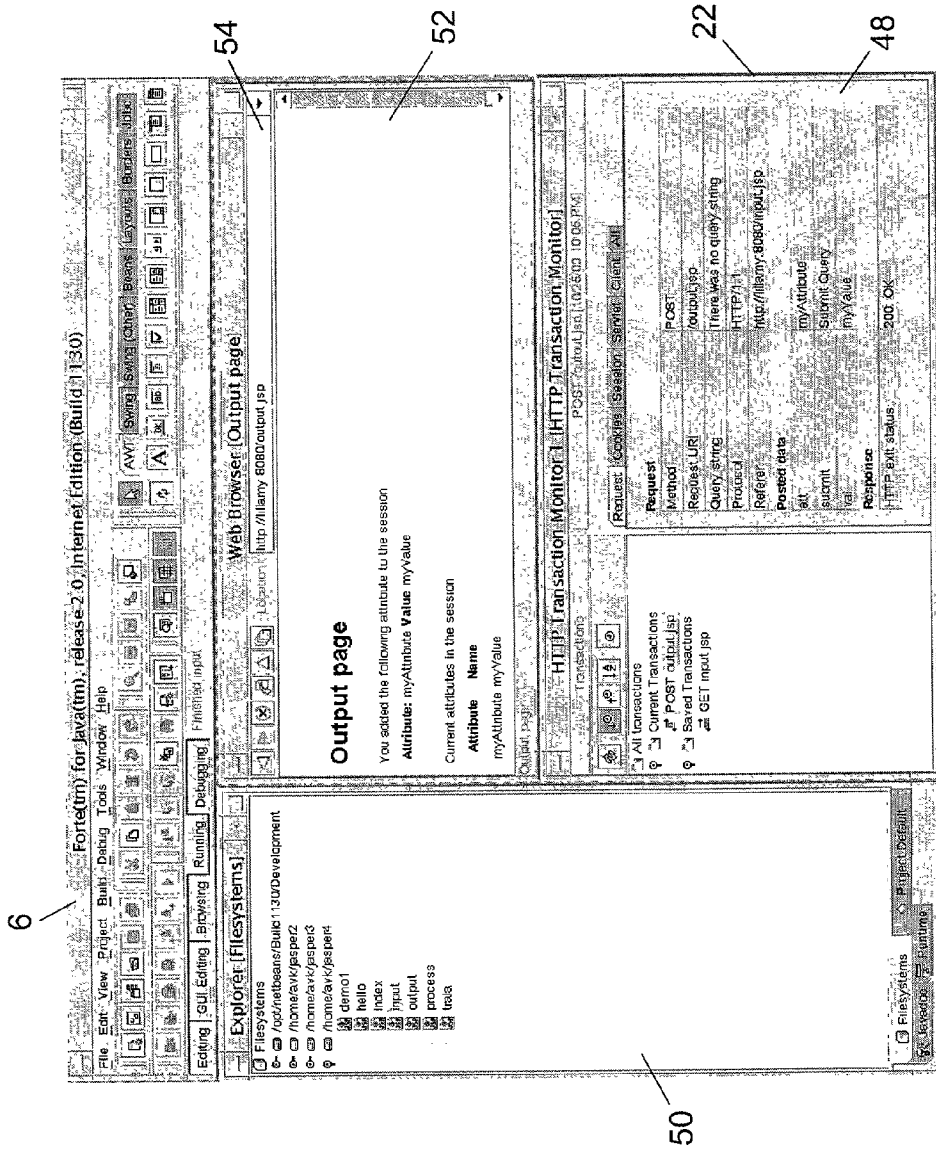 6
Forte(tm) for Java(tm), release 2.0, Internet Edition (Build 1130)
File Edit View Project Build Debug Tools Window Help
AWT Swing Swing (Other) Beans Layouts Borders
Editing GUI Editing Browsing Running Debugging Finished input
Explorer [Filesystems]
Filesystems
/opt/netbeans/Build1130/Development
/home/avk/jasper2
/home/avk/jasper3
/home/avk/jasper4
demo1
hello
index
input
output
process
Filesystems
Project Default
Javadoc
Runtime
50
Web Browser [Output page]
Location
http://lillamy:8080/output.jsp
54
Output page
You added the following attribute to the session
Attribute: myAttribute Value myValue
Current attributes in the session
Attribute Name
myAttribute myValue
Output page
52
HTTP Transaction Monitor 1 [HTTP Transaction Monitor]
22
Transactions
All transactions
Current Transactions
POST output.jsp
Saved Transactions
GET input.jsp
Request Cookies Session Servlet Client All
Request
Method POST
Request URI /output.jsp
Query string There was no query string
Protocol HTTP/1.1
Referer http://lillamy:8080/input.jsp
Posted data
att myAttribute
submit Submit Query
val myValue
Response
HTTP exit status. 200 OK
48